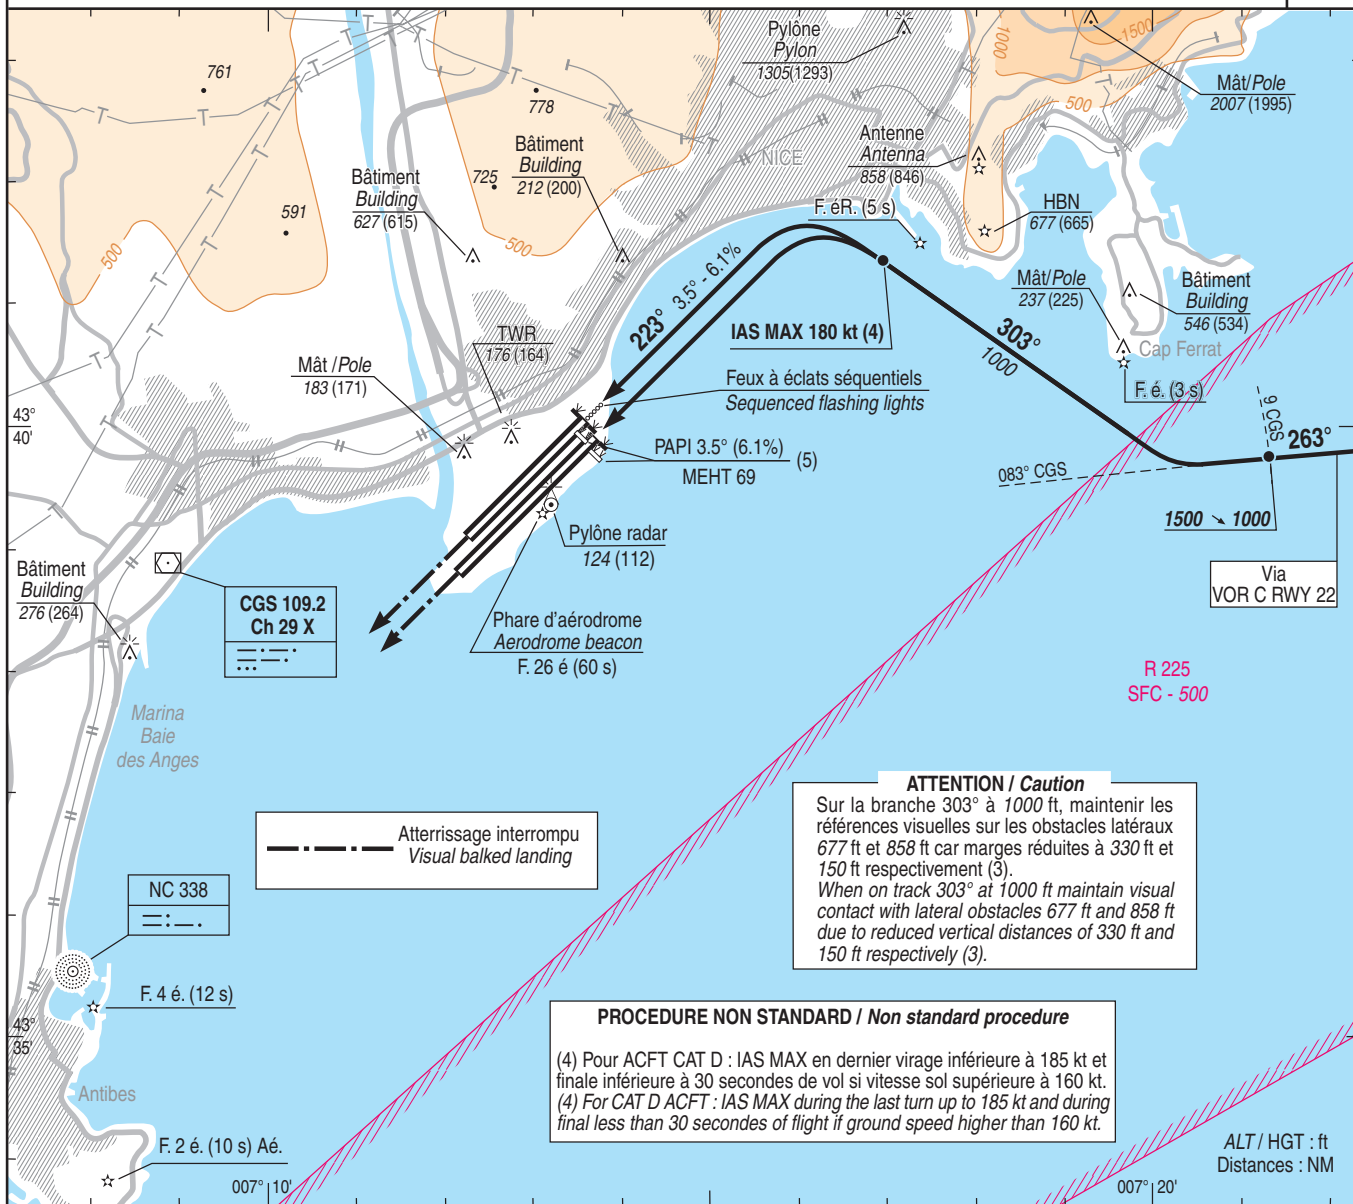 Pylône
Pylon
1305(1293)
1000
1500
Mât/Pole
2007 (1995)
500
761
778
725
591
500
500
Bâtiment
Building
627 (615)
Bâtiment
Building
212 (200)
NICE
Antenne
Antenna
858 (846)
F. éR. (5 s)
HBN
677 (665)
Mât/Pole
237 (225)
Bâtiment
Building
546 (534)
Cap Ferrat
F. é. (3 s)
223° 3.5° - 6.1%
IAS MAX 180 kt (4)
303°
1000
9 CGS
263°
083° CGS
1500 ↘ 1000
Via
VOR C RWY 22
TWR
176 (164)
Mât /Pole
183 (171)
Feux à éclats séquentiels
Sequenced flashing lights
PAPI 3.5° (6.1%)
MEHT 69
(5)
43°
40'
Pylône radar
124 (112)
Phare d'aérodrome
Aerodrome beacon
F. 26 é (60 s)
Bâtiment
Building
276 (264)
CGS 109.2
Ch 29 X
R 225
SFC - 500
Marina
Baie
des Anges
Atterrissage interrompu
Visual balked landing
ATTENTION / Caution
Sur la branche 303° à 1000 ft, maintenir les
références visuelles sur les obstacles latéraux
677 ft et 858 ft car marges réduites à 330 ft et
150 ft respectivement (3).
When on track 303° at 1000 ft maintain visual
contact with lateral obstacles 677 ft and 858 ft
due to reduced vertical distances of 330 ft and
150 ft respectively (3).
NC 338
F. 4 é. (12 s)
43°
35'
Antibes
F. 2 é. (10 s) Aé.
PROCEDURE NON STANDARD / Non standard procedure
(4) Pour ACFT CAT D : IAS MAX en dernier virage inférieure à 185 kt et
finale inférieure à 30 secondes de vol si vitesse sol supérieure à 160 kt.
(4) For CAT D ACFT : IAS MAX during the last turn up to 185 kt and during
final less than 30 seconds of flight if ground speed higher than 160 kt.
ALT / HGT : ft
Distances : NM
007° 10'
007° 20'